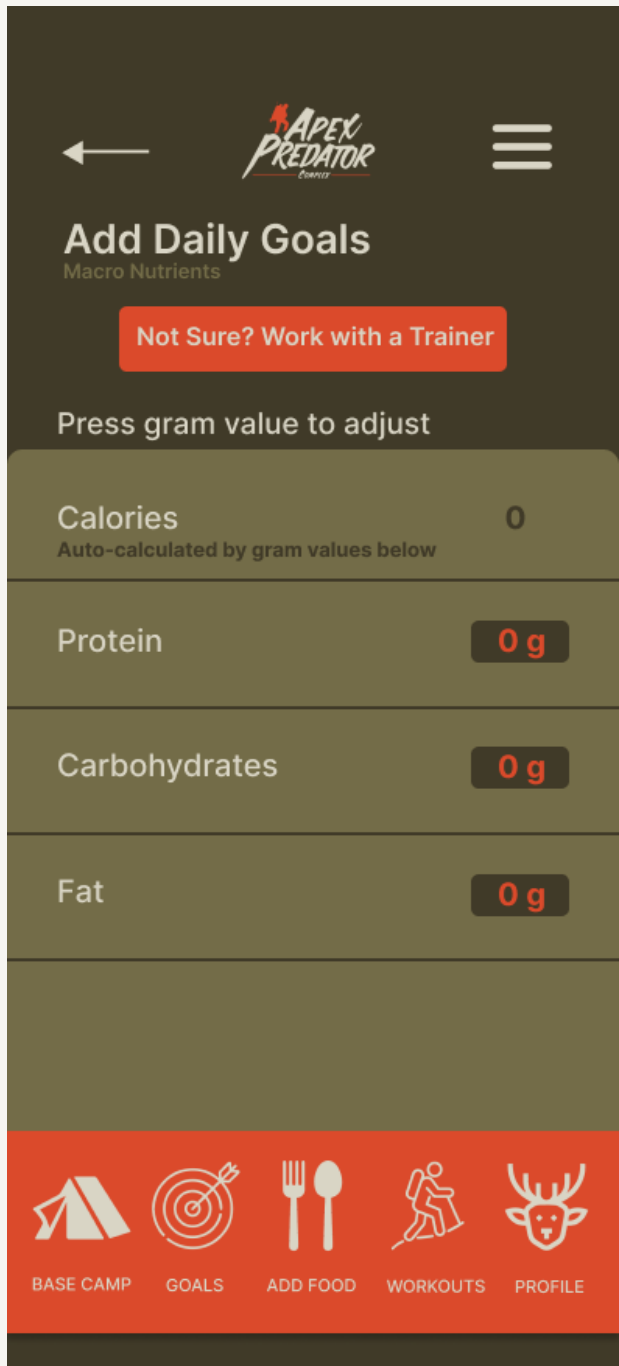 APEX
PREDATOR
COMPLEX
Add Daily Goals
Macro Nutrients
Not Sure? Work with a Trainer
Press gram value to adjust
Calories 0
Auto-calculated by gram values below
Protein 0 g
Carbohydrates 0 g
Fat 0 g
BASE CAMP GOALS ADD FOOD WORKOUTS PROFILE